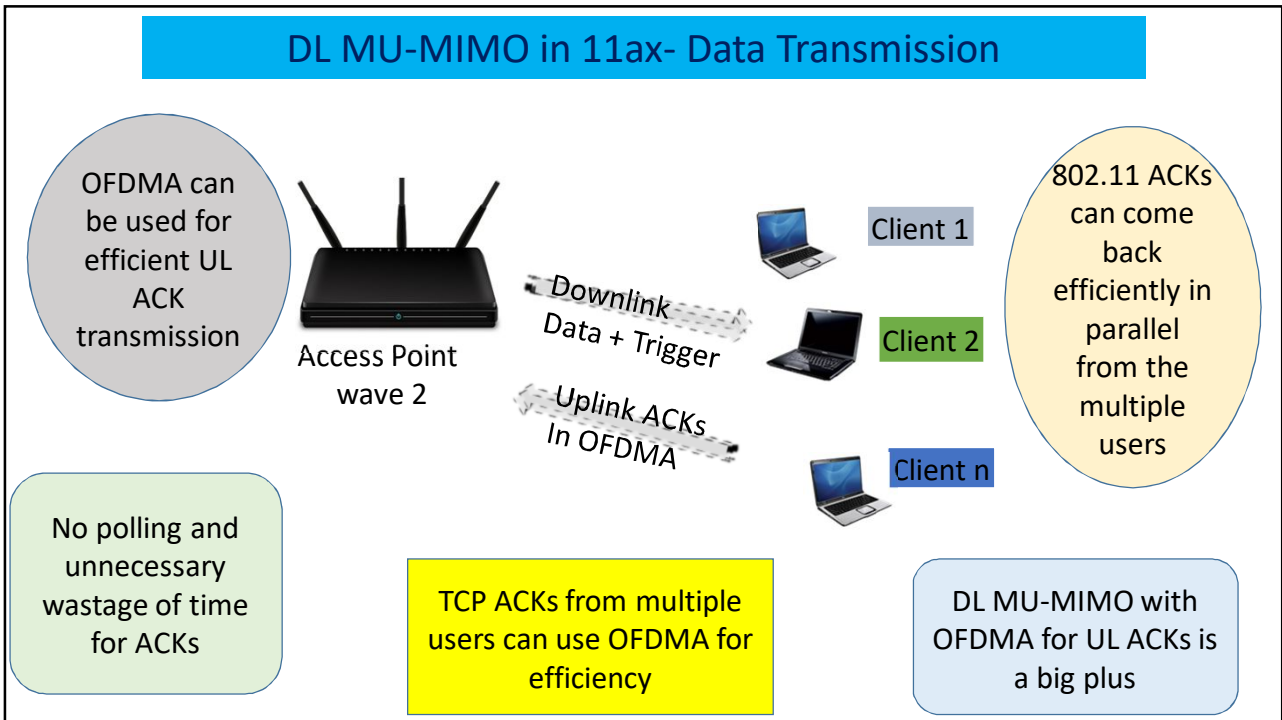 DL MU-MIMO in 11ax- Data Transmission
OFDMA can
be used for
efficient UL
ACK
transmission
Access Point
wave 2
Downlink
Data + Trigger
Uplink ACKs
In OFDMA
Client 1
Client 2
Client n
802.11 ACKs
can come
back
efficiently in
parallel
from the
multiple
users
No polling and
unnecessary
wastage of time
for ACKs
TCP ACKs from multiple
users can use OFDMA for
efficiency
DL MU-MIMO with
OFDMA for UL ACKs is
a big plus